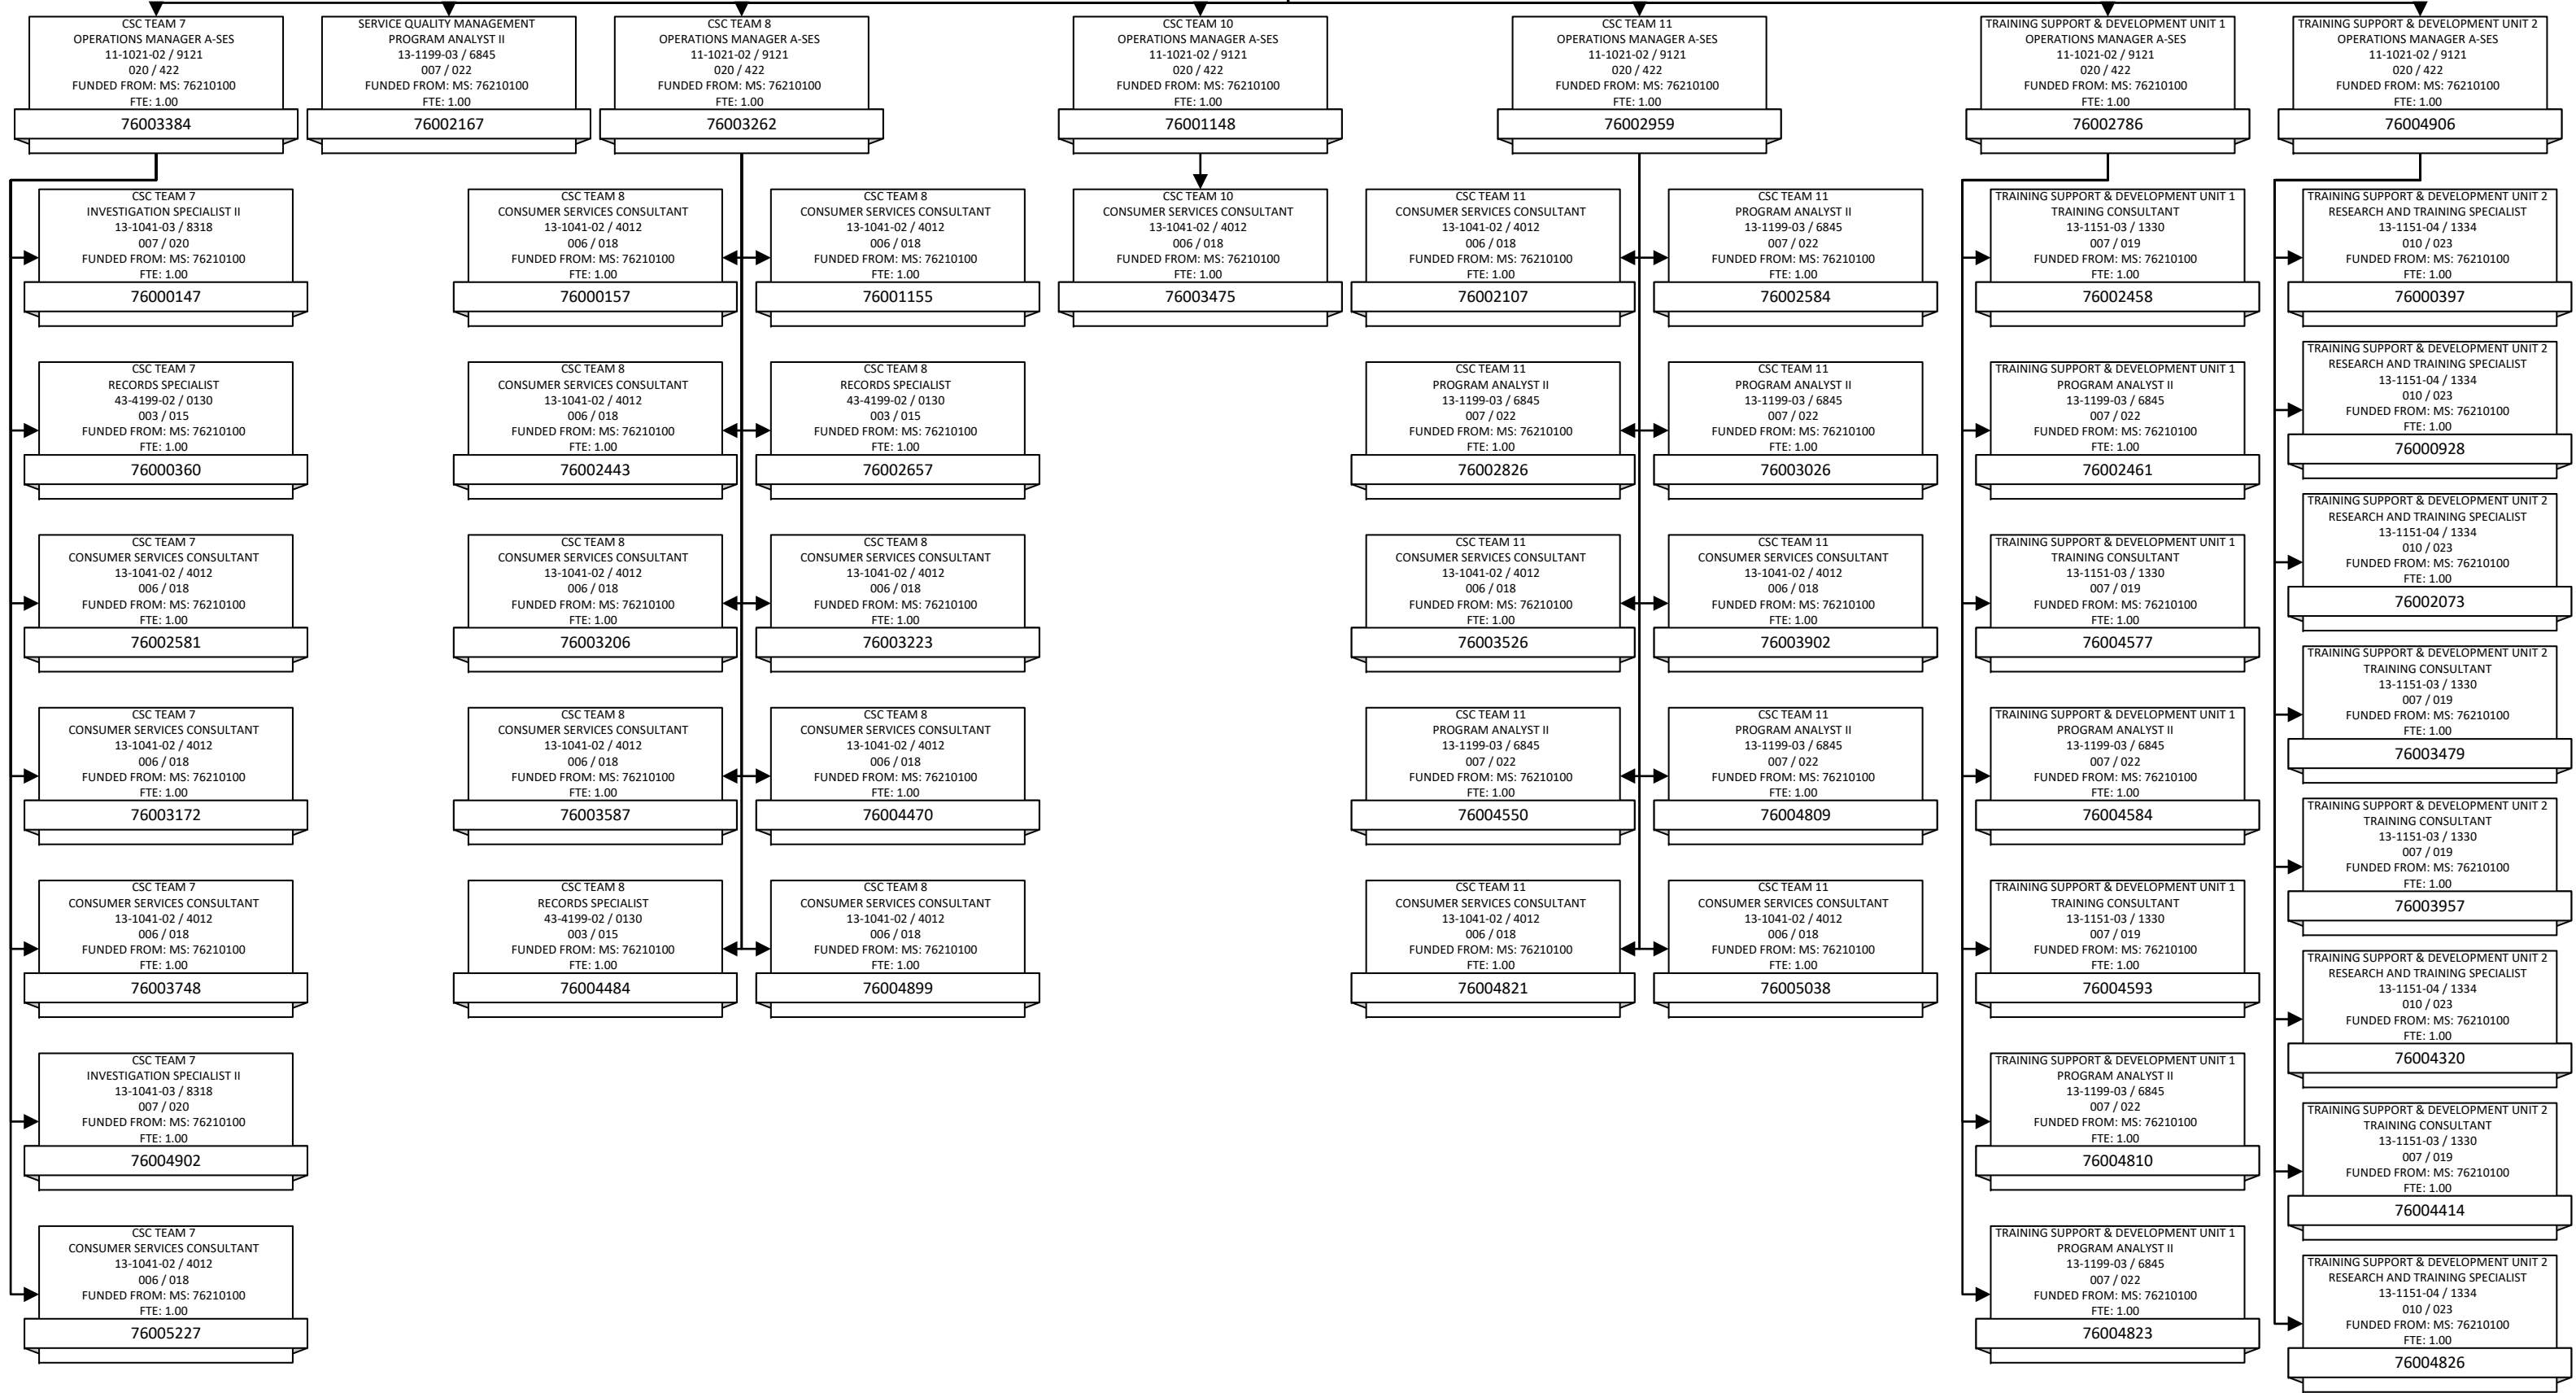 CSC TEAM 7
OPERATIONS MANAGER A-SES
11-1021-02 / 9121
020 / 422
FUNDED FROM: MS: 76210100
FTE: 1.00
76003384
SERVICE QUALITY MANAGEMENT
PROGRAM ANALYST II
13-1199-03 / 6845
007 / 022
FUNDED FROM: MS: 76210100
FTE: 1.00
76002167
CSC TEAM 8
OPERATIONS MANAGER A-SES
11-1021-02 / 9121
020 / 422
FUNDED FROM: MS: 76210100
FTE: 1.00
76003262
CSC TEAM 10
OPERATIONS MANAGER A-SES
11-1021-02 / 9121
020 / 422
FUNDED FROM: MS: 76210100
FTE: 1.00
76001148
CSC TEAM 11
OPERATIONS MANAGER A-SES
11-1021-02 / 9121
020 / 422
FUNDED FROM: MS: 76210100
FTE: 1.00
76002959
TRAINING SUPPORT & DEVELOPMENT UNIT 1
OPERATIONS MANAGER A-SES
11-1021-02 / 9121
020 / 422
FUNDED FROM: MS: 76210100
FTE: 1.00
76002786
TRAINING SUPPORT & DEVELOPMENT UNIT 2
OPERATIONS MANAGER A-SES
11-1021-02 / 9121
020 / 422
FUNDED FROM: MS: 76210100
FTE: 1.00
76004906
CSC TEAM 7
INVESTIGATION SPECIALIST II
13-1041-03 / 8318
007 / 020
FUNDED FROM: MS: 76210100
FTE: 1.00
76000147
CSC TEAM 7
RECORDS SPECIALIST
43-4199-02 / 0130
003 / 015
FUNDED FROM: MS: 76210100
FTE: 1.00
76000360
CSC TEAM 7
CONSUMER SERVICES CONSULTANT
13-1041-02 / 4012
006 / 018
FUNDED FROM: MS: 76210100
FTE: 1.00
76002581
CSC TEAM 7
CONSUMER SERVICES CONSULTANT
13-1041-02 / 4012
006 / 018
FUNDED FROM: MS: 76210100
FTE: 1.00
76003172
CSC TEAM 7
CONSUMER SERVICES CONSULTANT
13-1041-02 / 4012
006 / 018
FUNDED FROM: MS: 76210100
FTE: 1.00
76003748
CSC TEAM 7
INVESTIGATION SPECIALIST II
13-1041-03 / 8318
007 / 020
FUNDED FROM: MS: 76210100
FTE: 1.00
76004902
CSC TEAM 7
CONSUMER SERVICES CONSULTANT
13-1041-02 / 4012
006 / 018
FUNDED FROM: MS: 76210100
FTE: 1.00
76005227
CSC TEAM 8
CONSUMER SERVICES CONSULTANT
13-1041-02 / 4012
006 / 018
FUNDED FROM: MS: 76210100
FTE: 1.00
76000157
CSC TEAM 8
CONSUMER SERVICES CONSULTANT
13-1041-02 / 4012
006 / 018
FUNDED FROM: MS: 76210100
FTE: 1.00
76001155
CSC TEAM 8
CONSUMER SERVICES CONSULTANT
13-1041-02 / 4012
006 / 018
FUNDED FROM: MS: 76210100
FTE: 1.00
76002443
CSC TEAM 8
RECORDS SPECIALIST
43-4199-02 / 0130
003 / 015
FUNDED FROM: MS: 76210100
FTE: 1.00
76002657
CSC TEAM 8
CONSUMER SERVICES CONSULTANT
13-1041-02 / 4012
006 / 018
FUNDED FROM: MS: 76210100
FTE: 1.00
76003206
CSC TEAM 8
CONSUMER SERVICES CONSULTANT
13-1041-02 / 4012
006 / 018
FUNDED FROM: MS: 76210100
FTE: 1.00
76003223
CSC TEAM 8
CONSUMER SERVICES CONSULTANT
13-1041-02 / 4012
006 / 018
FUNDED FROM: MS: 76210100
FTE: 1.00
76003587
CSC TEAM 8
CONSUMER SERVICES CONSULTANT
13-1041-02 / 4012
006 / 018
FUNDED FROM: MS: 76210100
FTE: 1.00
76004470
CSC TEAM 8
RECORDS SPECIALIST
43-4199-02 / 0130
003 / 015
FUNDED FROM: MS: 76210100
FTE: 1.00
76004484
CSC TEAM 8
CONSUMER SERVICES CONSULTANT
13-1041-02 / 4012
006 / 018
FUNDED FROM: MS: 76210100
FTE: 1.00
76004899
CSC TEAM 10
CONSUMER SERVICES CONSULTANT
13-1041-02 / 4012
006 / 018
FUNDED FROM: MS: 76210100
FTE: 1.00
76003475
CSC TEAM 11
CONSUMER SERVICES CONSULTANT
13-1041-02 / 4012
006 / 018
FUNDED FROM: MS: 76210100
FTE: 1.00
76002107
CSC TEAM 11
PROGRAM ANALYST II
13-1199-03 / 6845
007 / 022
FUNDED FROM: MS: 76210100
FTE: 1.00
76002584
CSC TEAM 11
PROGRAM ANALYST II
13-1199-03 / 6845
007 / 022
FUNDED FROM: MS: 76210100
FTE: 1.00
76002826
CSC TEAM 11
PROGRAM ANALYST II
13-1199-03 / 6845
007 / 022
FUNDED FROM: MS: 76210100
FTE: 1.00
76003026
CSC TEAM 11
CONSUMER SERVICES CONSULTANT
13-1041-02 / 4012
006 / 018
FUNDED FROM: MS: 76210100
FTE: 1.00
76003526
CSC TEAM 11
CONSUMER SERVICES CONSULTANT
13-1041-02 / 4012
006 / 018
FUNDED FROM: MS: 76210100
FTE: 1.00
76003902
CSC TEAM 11
PROGRAM ANALYST II
13-1199-03 / 6845
007 / 022
FUNDED FROM: MS: 76210100
FTE: 1.00
76004550
CSC TEAM 11
PROGRAM ANALYST II
13-1199-03 / 6845
007 / 022
FUNDED FROM: MS: 76210100
FTE: 1.00
76004809
CSC TEAM 11
CONSUMER SERVICES CONSULTANT
13-1041-02 / 4012
006 / 018
FUNDED FROM: MS: 76210100
FTE: 1.00
76004821
CSC TEAM 11
CONSUMER SERVICES CONSULTANT
13-1041-02 / 4012
006 / 018
FUNDED FROM: MS: 76210100
FTE: 1.00
76005038
TRAINING SUPPORT & DEVELOPMENT UNIT 1
TRAINING CONSULTANT
13-1151-03 / 1330
007 / 019
FUNDED FROM: MS: 76210100
FTE: 1.00
76002458
TRAINING SUPPORT & DEVELOPMENT UNIT 1
PROGRAM ANALYST II
13-1199-03 / 6845
007 / 022
FUNDED FROM: MS: 76210100
FTE: 1.00
76002461
TRAINING SUPPORT & DEVELOPMENT UNIT 1
TRAINING CONSULTANT
13-1151-03 / 1330
007 / 019
FUNDED FROM: MS: 76210100
FTE: 1.00
76004577
TRAINING SUPPORT & DEVELOPMENT UNIT 1
PROGRAM ANALYST II
13-1199-03 / 6845
007 / 022
FUNDED FROM: MS: 76210100
FTE: 1.00
76004584
TRAINING SUPPORT & DEVELOPMENT UNIT 1
TRAINING CONSULTANT
13-1151-03 / 1330
007 / 019
FUNDED FROM: MS: 76210100
FTE: 1.00
76004593
TRAINING SUPPORT & DEVELOPMENT UNIT 1
PROGRAM ANALYST II
13-1199-03 / 6845
007 / 022
FUNDED FROM: MS: 76210100
FTE: 1.00
76004810
TRAINING SUPPORT & DEVELOPMENT UNIT 1
PROGRAM ANALYST II
13-1199-03 / 6845
007 / 022
FUNDED FROM: MS: 76210100
FTE: 1.00
76004823
TRAINING SUPPORT & DEVELOPMENT UNIT 2
RESEARCH AND TRAINING SPECIALIST
13-1151-04 / 1334
010 / 023
FUNDED FROM: MS: 76210100
FTE: 1.00
76000397
TRAINING SUPPORT & DEVELOPMENT UNIT 2
RESEARCH AND TRAINING SPECIALIST
13-1151-04 / 1334
010 / 023
FUNDED FROM: MS: 76210100
FTE: 1.00
76000928
TRAINING SUPPORT & DEVELOPMENT UNIT 2
RESEARCH AND TRAINING SPECIALIST
13-1151-04 / 1334
010 / 023
FUNDED FROM: MS: 76210100
FTE: 1.00
76002073
TRAINING SUPPORT & DEVELOPMENT UNIT 2
TRAINING CONSULTANT
13-1151-03 / 1330
007 / 019
FUNDED FROM: MS: 76210100
FTE: 1.00
76003479
TRAINING SUPPORT & DEVELOPMENT UNIT 2
TRAINING CONSULTANT
13-1151-03 / 1330
007 / 019
FUNDED FROM: MS: 76210100
FTE: 1.00
76003957
TRAINING SUPPORT & DEVELOPMENT UNIT 2
RESEARCH AND TRAINING SPECIALIST
13-1151-04 / 1334
010 / 023
FUNDED FROM: MS: 76210100
FTE: 1.00
76004320
TRAINING SUPPORT & DEVELOPMENT UNIT 2
TRAINING CONSULTANT
13-1151-03 / 1330
007 / 019
FUNDED FROM: MS: 76210100
FTE: 1.00
76004414
TRAINING SUPPORT & DEVELOPMENT UNIT 2
RESEARCH AND TRAINING SPECIALIST
13-1151-04 / 1334
010 / 023
FUNDED FROM: MS: 76210100
FTE: 1.00
76004826